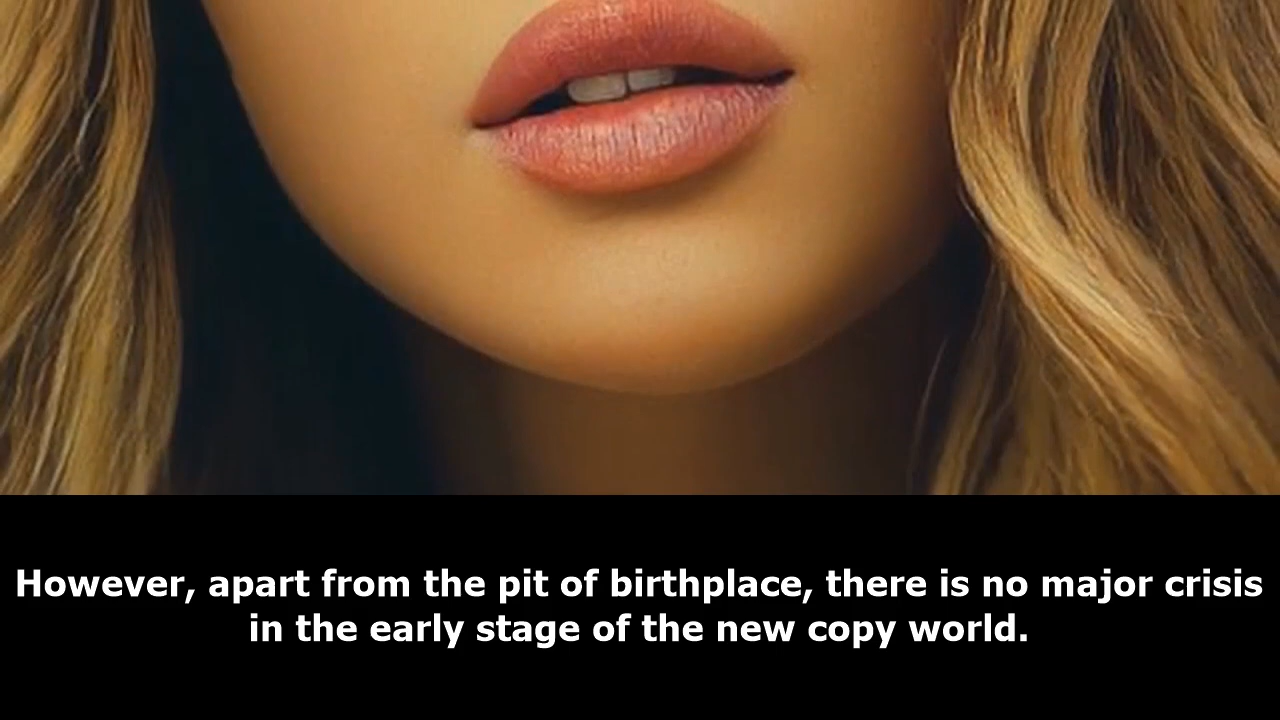 However, apart from the pit of birthplace, there is no major crisis
in the early stage of the new copy world.